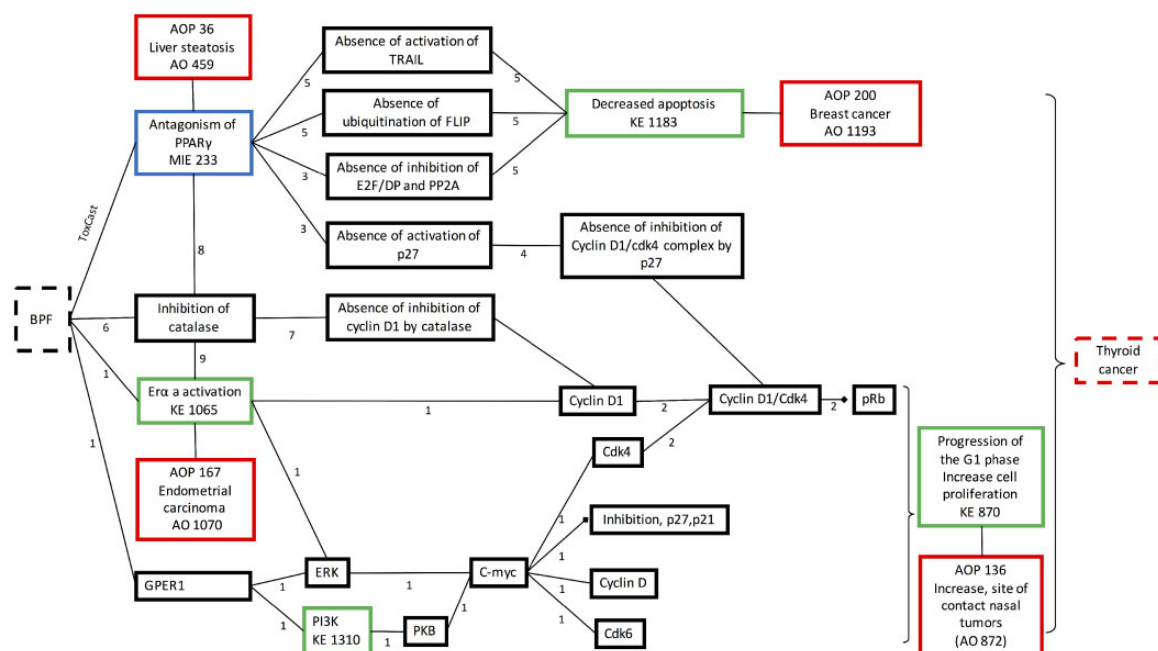 AOP 36
Liver steatosis
AO 459
Absence of activation of
TRAIL
5
5
Antagonism of
PPARγ
MIE 233
Absence of
ubiquitination of FLIP
5
5
Decreased apoptosis
KE 1183
AOP 200
Breast cancer
AO 1193
Absence of inhibition of
E2F/DP and PP2A
3
5
ToxCast
3
Absence of activation of
p27
4
Absence of inhibition of
Cyclin D1/cdk4 complex by
p27
8
BPF
6
Inhibition of
catalase
7
Absence of inhibition of
cyclin D1 by catalase
9
Thyroid
cancer
1
Erα a activation
KE 1065
1
Cyclin D1
2
Cyclin D1/Cdk4
2
pRb
1
AOP 167
Endometrial
carcinoma
AO 1070
1
Cdk4
2
Progression of
the G1 phase
Increase cell
proliferation
KE 870
1
Inhibition, p27,p21
1
GPER1
1
ERK
1
C-myc
1
Cyclin D
1
PI3K
KE 1310
1
PKB
1
1
Cdk6
AOP 136
Increase, site of
contact nasal
tumors
(AO 872)